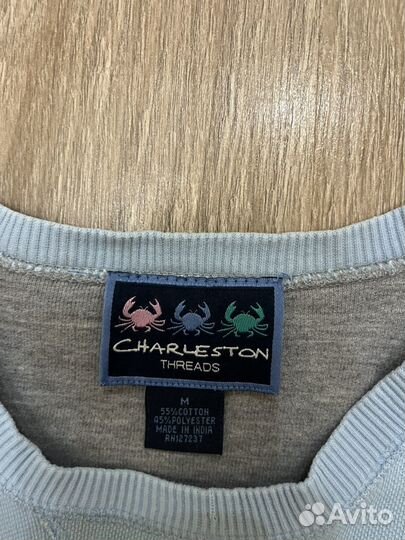 CHARLESTON
THREADS
M
55% COTTON
45% POLYESTER
MADE IN INDIA
RN127237
Avito